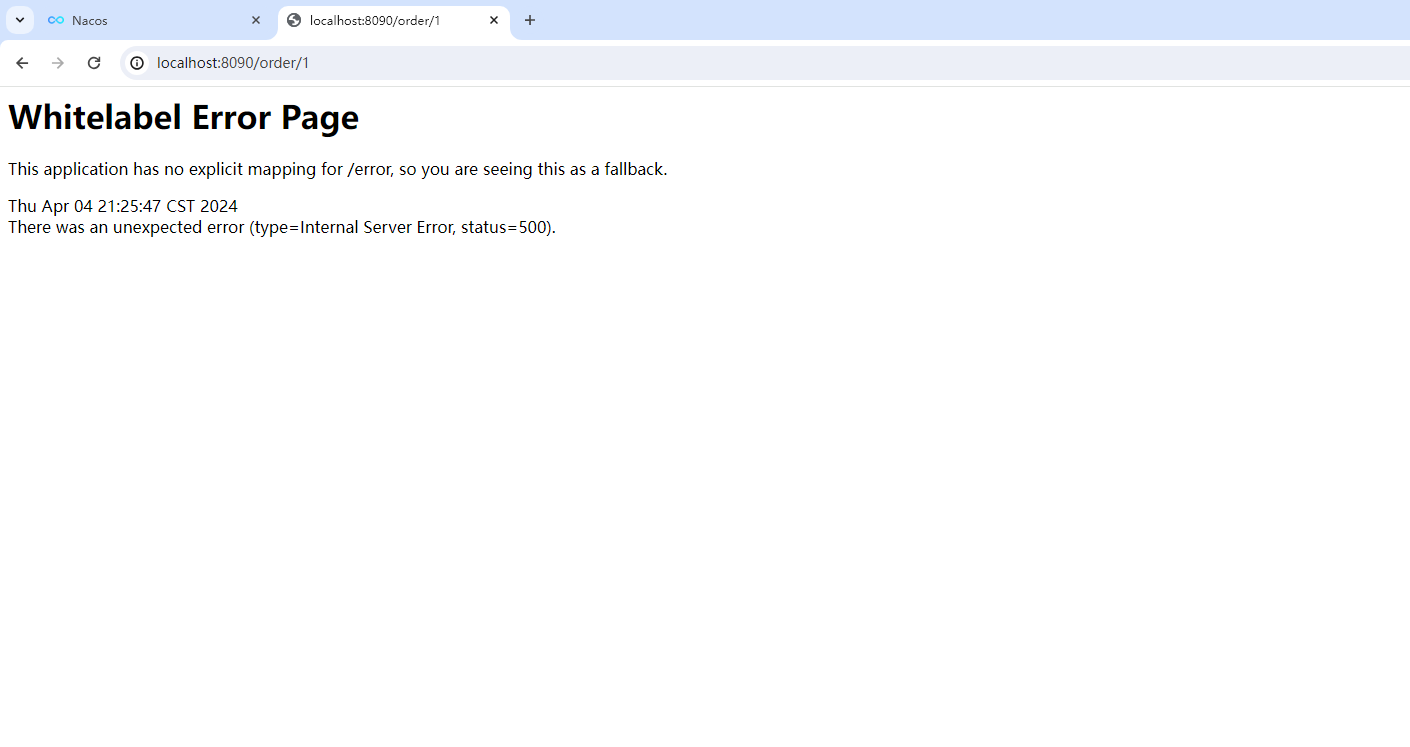 Nacos
localhost:8090/order/1
localhost:8090/order/1
Whitelabel Error Page
This application has no explicit mapping for /error, so you are seeing this as a fallback.
Thu Apr 04 21:25:47 CST 2024
There was an unexpected error (type=Internal Server Error, status=500).